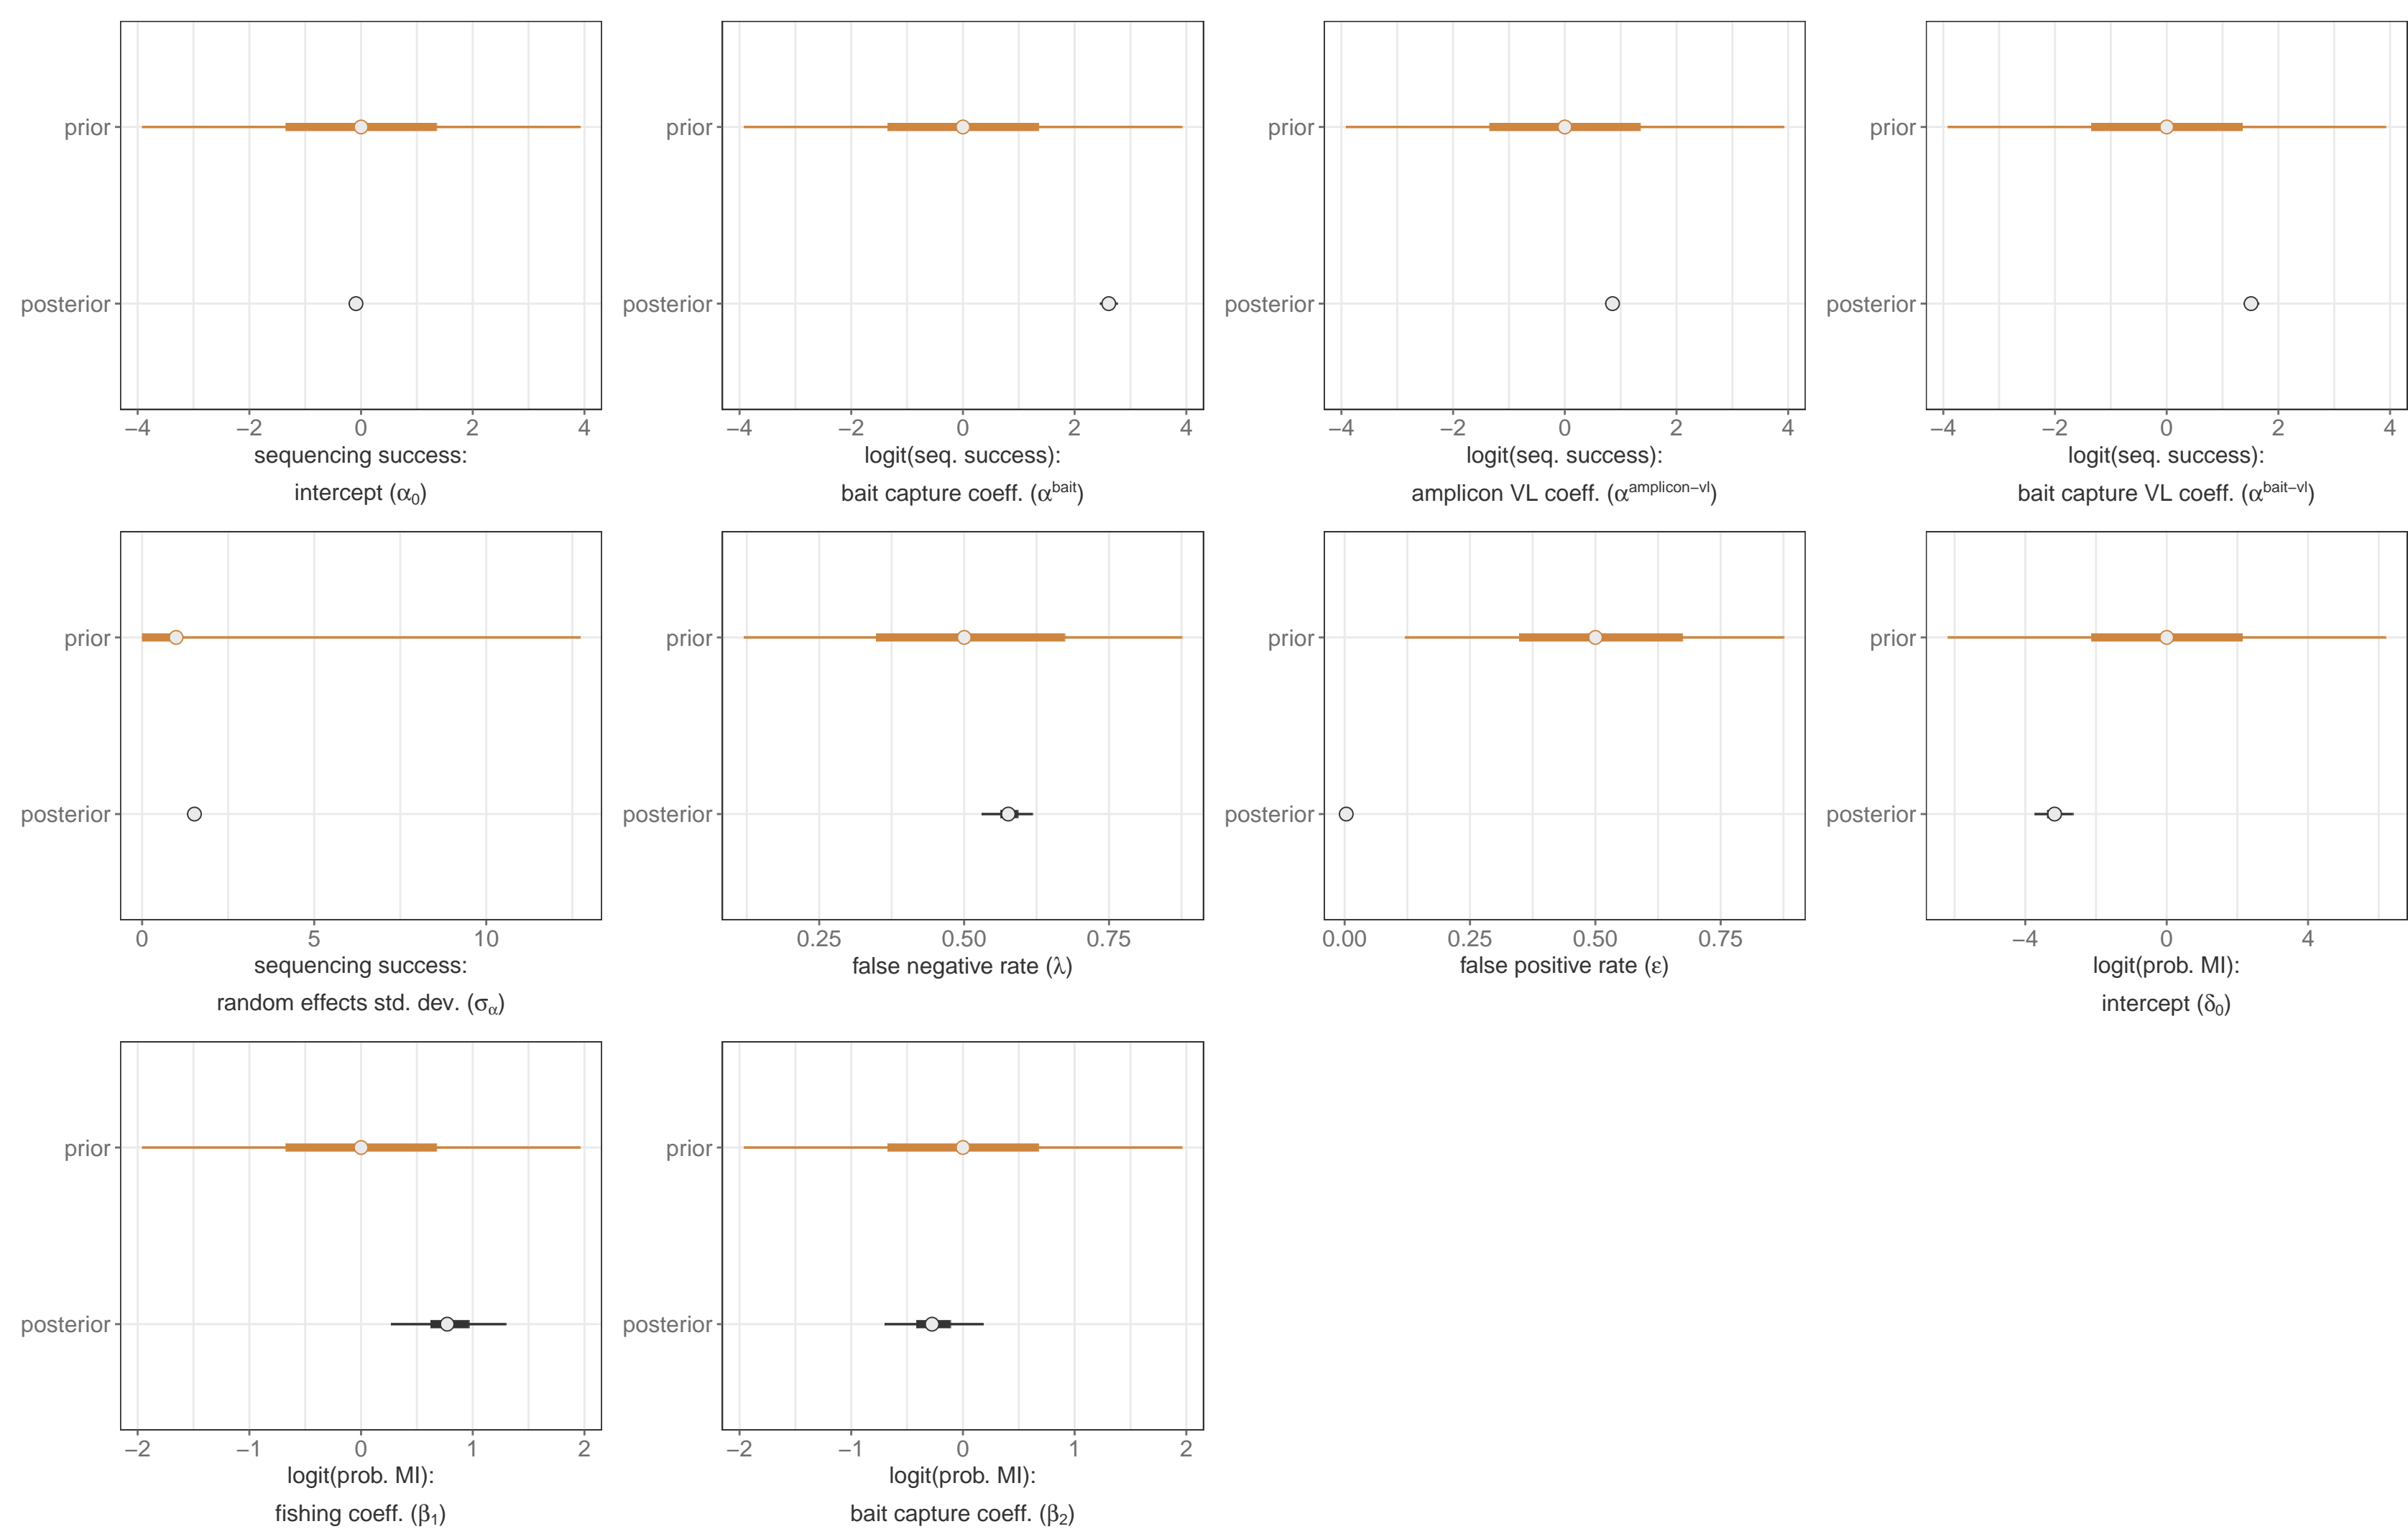 prior
posterior
−4 −2 0 2 4
sequencing success:
intercept (α0)
prior
posterior
−4 −2 0 2 4
logit(seq. success):
bait capture coeff. (αbait)
prior
posterior
−4 −2 0 2 4
logit(seq. success):
amplicon VL coeff. (αamplicon−vl)
prior
posterior
−4 −2 0 2 4
logit(seq. success):
bait capture VL coeff. (αbait−vl)
prior
posterior
0 5 10
sequencing success:
random effects std. dev. (σα)
prior
posterior
0.25 0.50 0.75
false negative rate (λ)
prior
posterior
0.00 0.25 0.50 0.75
false positive rate (ε)
prior
posterior
−4 0 4
logit(prob. MI):
intercept (δ0)
prior
posterior
−2 −1 0 1 2
logit(prob. MI):
fishing coeff. (β1)
prior
posterior
−2 −1 0 1 2
logit(prob. MI):
bait capture coeff. (β2)